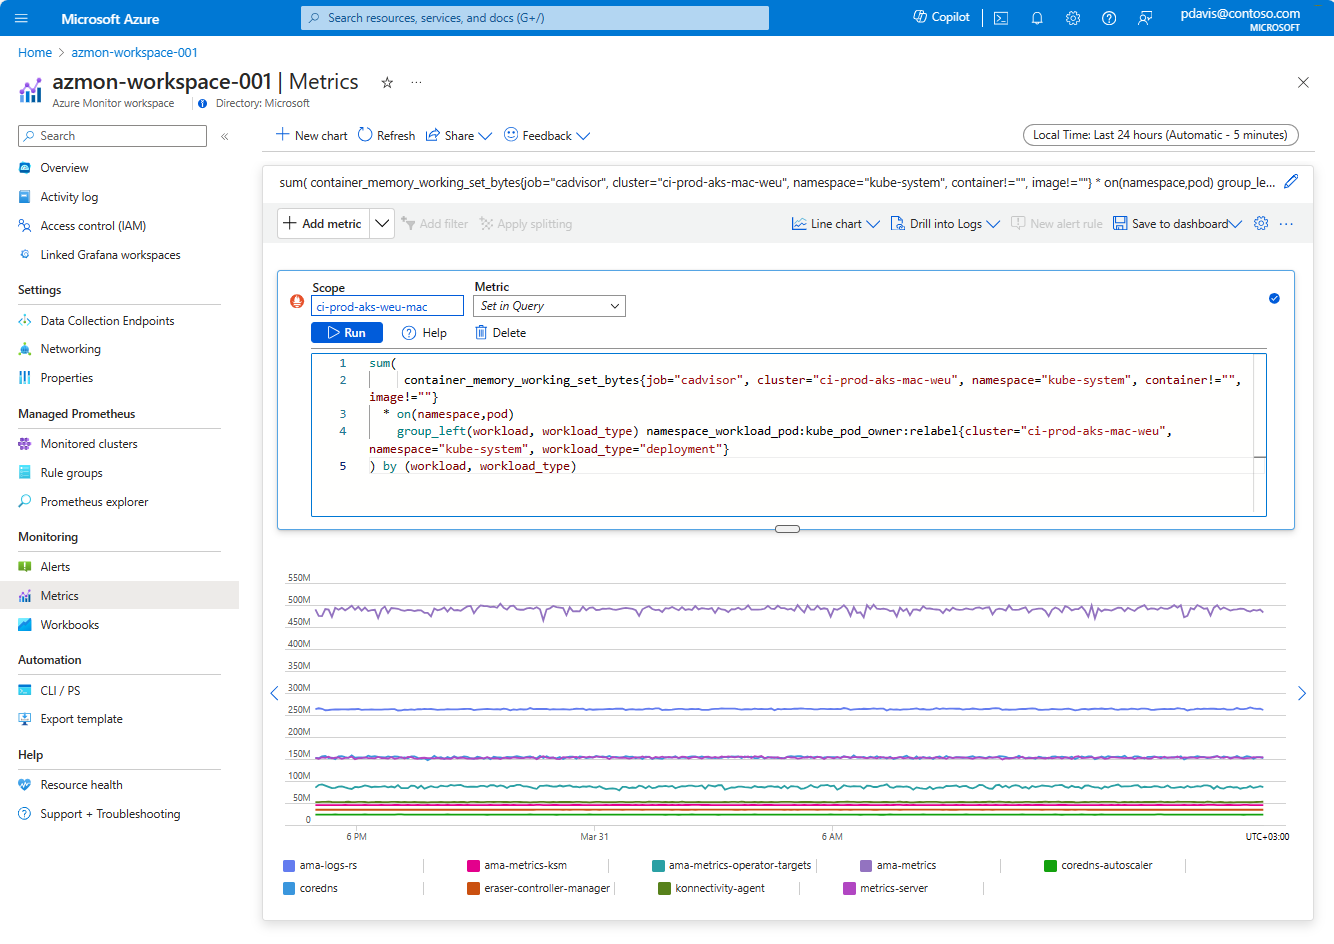 Microsoft Azure
Search resources, services, and docs (G+/)
Copilot
pdavis@contoso.com
MICROSOFT
Home > azmon-workspace-001
azmon-workspace-001 | Metrics
Azure Monitor workspace
Directory: Microsoft
Search
Overview
Activity log
Access control (IAM)
Linked Grafana workspaces
Settings
Data Collection Endpoints
Networking
Properties
Managed Prometheus
Monitored clusters
Rule groups
Prometheus explorer
Monitoring
Alerts
Metrics
Workbooks
Automation
CLI / PS
Export template
Help
Resource health
Support + Troubleshooting
New chart
Refresh
Share
Feedback
Local Time: Last 24 hours (Automatic - 5 minutes)
sum( container_memory_working_set_bytes{job="cadvisor", cluster="ci-prod-aks-mac-weu", namespace="kube-system", container!="", image!=""} * on(namespace,pod) group_le...
Add metric
Add filter
Apply splitting
Line chart
Drill into Logs
New alert rule
Save to dashboard
Scope
Metric
ci-prod-aks-weu-mac
Set in Query
Run
Help
Delete
1 sum(
2 container_memory_working_set_bytes{job="cadvisor", cluster="ci-prod-aks-mac-weu", namespace="kube-system", container!="",
image!=""}
3 * on(namespace,pod)
4 group_left(workload, workload_type) namespace_workload_pod:kube_pod_owner:relabel{cluster="ci-prod-aks-mac-weu",
namespace="kube-system", workload_type="deployment"}
5 ) by (workload, workload_type)
550M
500M
450M
400M
350M
300M
250M
200M
150M
100M
50M
0
6 PM
Mar 31
6 AM
UTC+03:00
ama-logs-rs
ama-metrics-ksm
ama-metrics-operator-targets
ama-metrics
coredns-autoscaler
coredns
eraser-controller-manager
konnectivity-agent
metrics-server